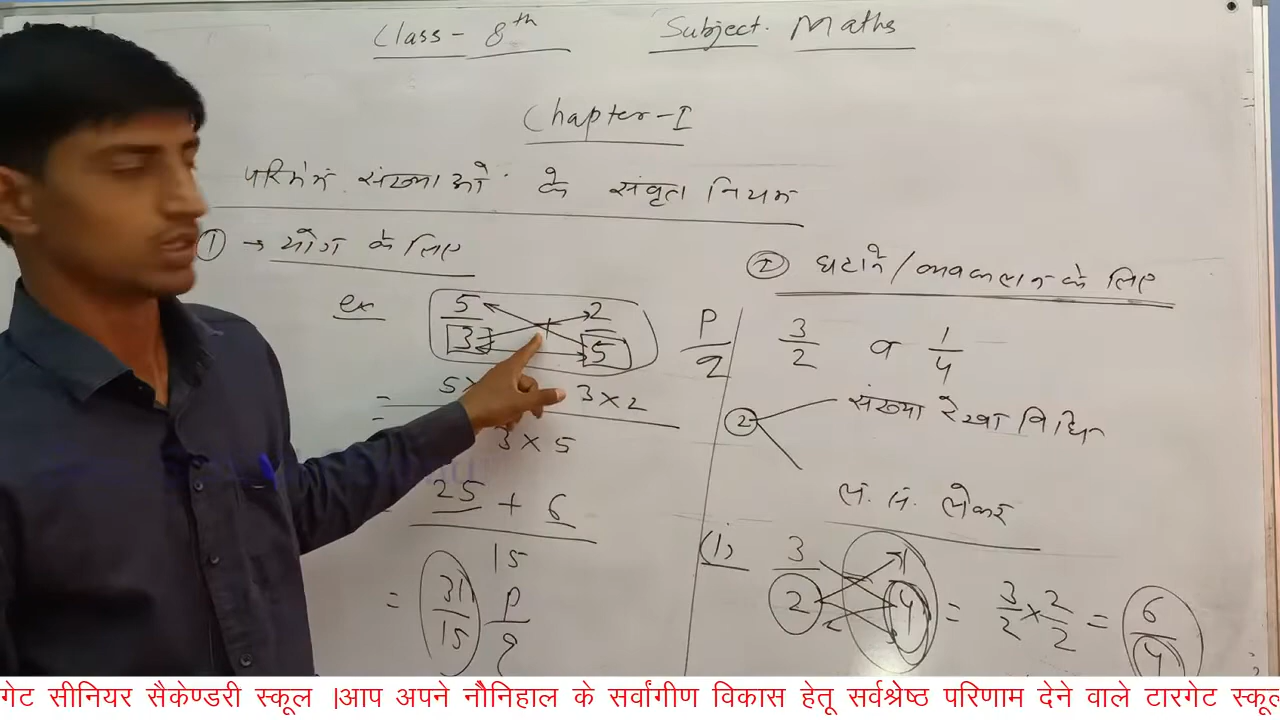 Class - 8th Subject. Maths
Chapter - I
परिमेय संख्याओ के संवृता नियम
① → योग के लिए
ex 5/3 + 2/5 P/q
= 5× 3×2
= 3×5
25 + 6
15
= 31/15 P/q
② घटाने/व्यवकलन के लिए
3/2 व 1/4
② संख्या रेखा विधि
ल. स. लेकर
(i) 3/2 1/4 = 3/2 × 2/2 = 6/4
गेट सीनियर सैकेण्डरी स्कूल ।आप अपने नौनिहाल के सर्वांगीण विकास हेतू सर्वश्रेष्ठ परिणाम देने वाले टारगेट स्कूल